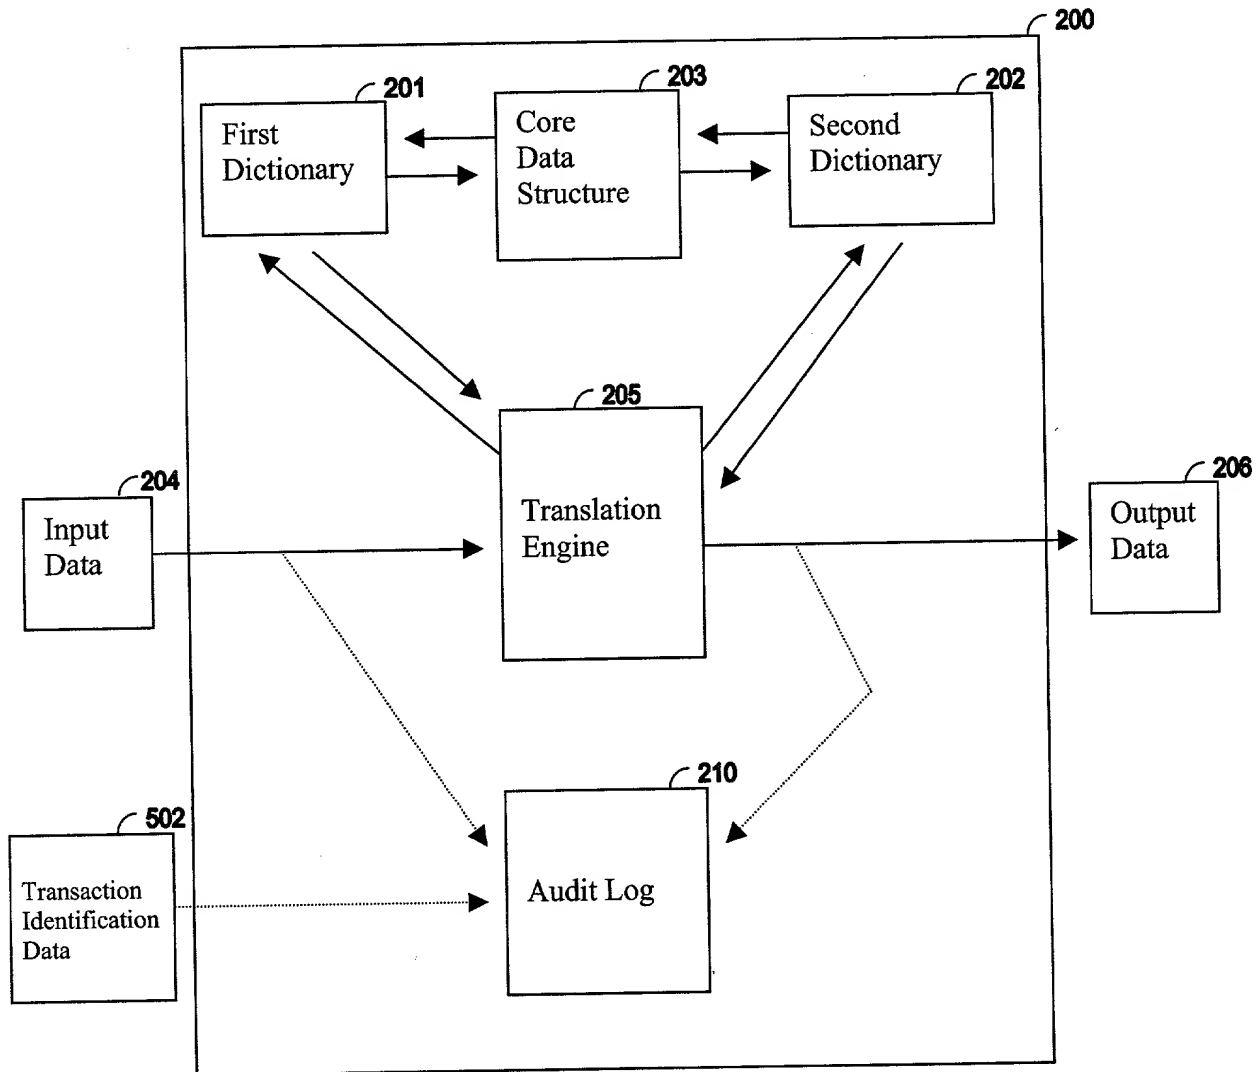 200
201
First
Dictionary
203
Core
Data
Structure
202
Second
Dictionary
205
Translation
Engine
204
Input
Data
206
Output
Data
210
Audit Log
502
Transaction
Identification
Data